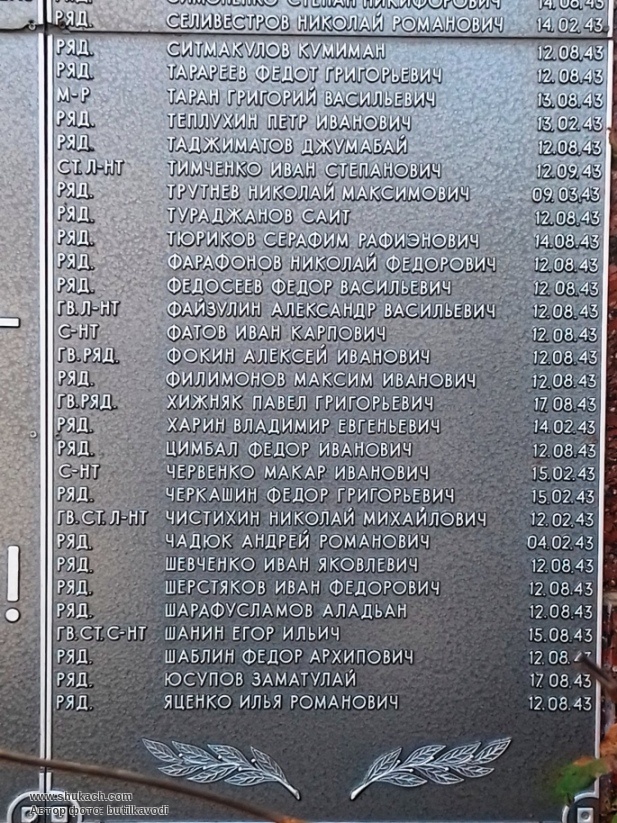 РЯД. СИМОНЕНКО СТЕПАН НИКИФОРОВИЧ 14.08.43
РЯД. СЕЛИВЕСТРОВ НИКОЛАЙ РОМАНОВИЧ 14.02.43
РЯД. СИТМАКУЛОВ КУМИМАН 12.08.43
РЯД. ТАРАРЕЕВ ФЕДОТ ГРИГОРЬЕВИЧ 12.08.43
М-Р ТАРАН ГРИГОРИЙ ВАСИЛЬЕВИЧ 13.08.43
РЯД. ТЕПЛУХИН ПЕТР ИВАНОВИЧ 13.02.43
РЯД. ТАДЖИМАТОВ ДЖУМАБАЙ 12.08.43
СТ.Л-НТ ТИМЧЕНКО ИВАН СТЕПАНОВИЧ 12.09.43
РЯД. ТРУТНЕВ НИКОЛАЙ МАКСИМОВИЧ 09.03.43
РЯД. ТУРАДЖАНОВ САИТ 12.08.43
РЯД. ТЮРИКОВ СЕРАФИМ РАФИЭНОВИЧ 14.08.43
РЯД. ФАРАФОНОВ НИКОЛАЙ ФЕДОРОВИЧ 12.08.43
РЯД. ФЕДОСЕЕВ ФЕДОР ВАСИЛЬЕВИЧ 12.08.43
ГВ.Л-НТ ФАЙЗУЛИН АЛЕКСАНДР ВАСИЛЬЕВИЧ 12.08.43
С-НТ ФАТОВ ИВАН КАРПОВИЧ 12.08.43
ГВ.РЯД. ФОКИН АЛЕКСЕЙ ИВАНОВИЧ 12.08.43
РЯД. ФИЛИМОНОВ МАКСИМ ИВАНОВИЧ 12.08.43
ГВ.РЯД. ХИЖНЯК ПАВЕЛ ГРИГОРЬЕВИЧ 17.08.43
РЯД. ХАРИН ВЛАДИМИР ЕВГЕНЬЕВИЧ 14.02.43
РЯД. ЦИМБАЛ ФЕДОР ИВАНОВИЧ 12.08.43
С-НТ ЧЕРВЕНКО МАКАР ИВАНОВИЧ 15.02.43
РЯД. ЧЕРКАШИН ФЕДОР ГРИГОРЬЕВИЧ 15.02.43
ГВ.СТ.Л-НТ ЧИСТИХИН НИКОЛАЙ МИХАЙЛОВИЧ 12.02.43
РЯД. ЧАДЮК АНДРЕЙ РОМАНОВИЧ 04.02.43
РЯД. ШЕВЧЕНКО ИВАН ЯКОВЛЕВИЧ 12.08.43
РЯД. ШЕРСТЯКОВ ИВАН ФЕДОРОВИЧ 12.08.43
РЯД. ШАРАФУСЛАМОВ АЛАДЬАН 12.08.43
ГВ.СТ.С-НТ ШАНИН ЕГОР ИЛЬИЧ 15.08.43
РЯД. ШАБЛИН ФЕДОР АРХИПОВИЧ 12.08.43
РЯД. ЮСУПОВ ЗАМАТУЛАЙ 17.08.43
РЯД. ЯЦЕНКО ИЛЬЯ РОМАНОВИЧ 12.08.43
www.shukach.com
Автор фото: butilkavodi